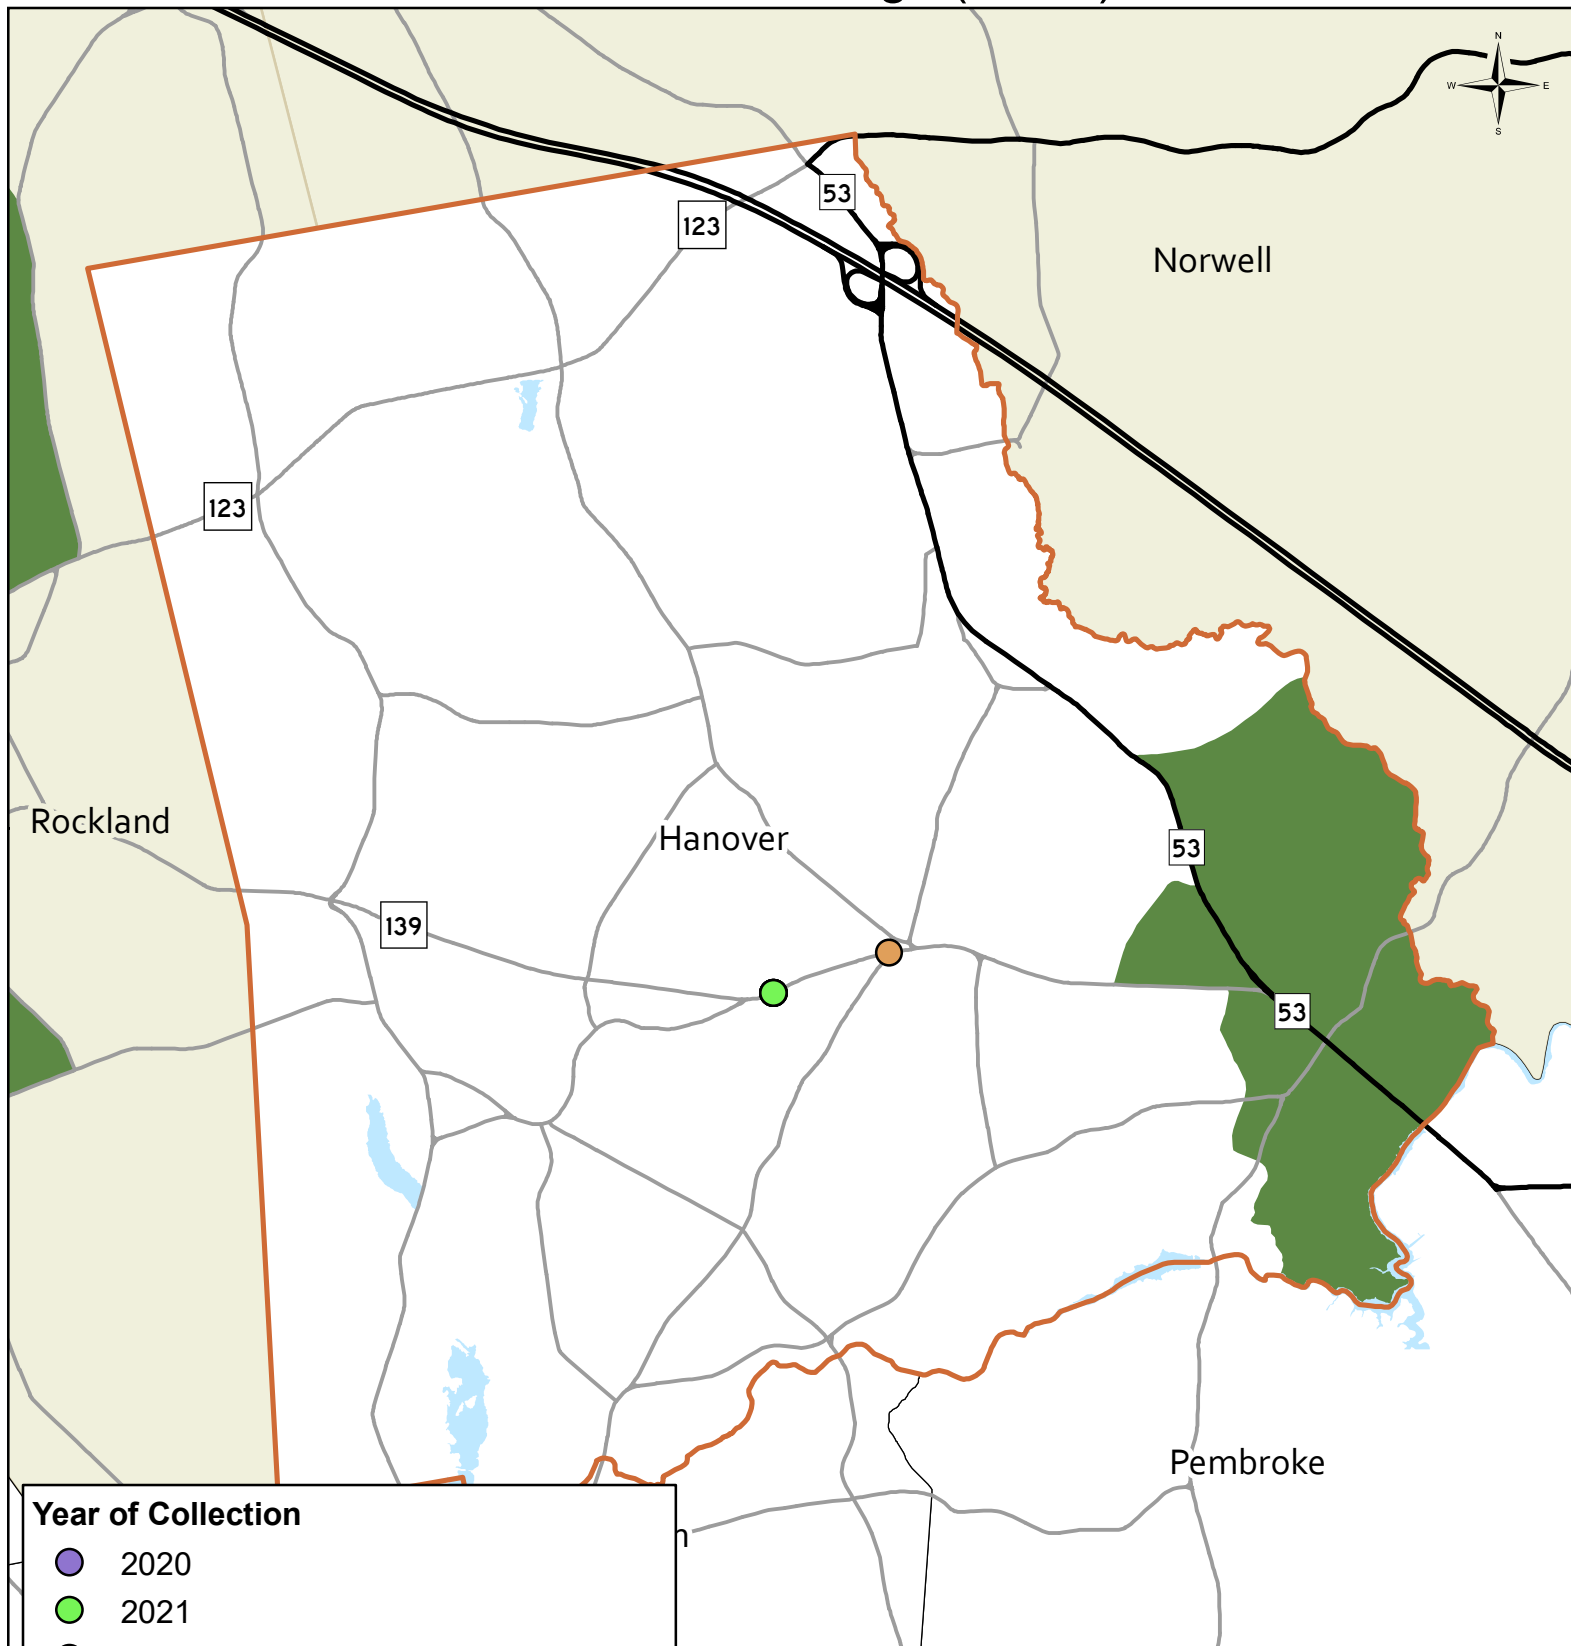 N
W E
S
53
123
Norwell
123
Rockland
Hanover
53
139
53
Pembroke
Year of Collection
2020
2021